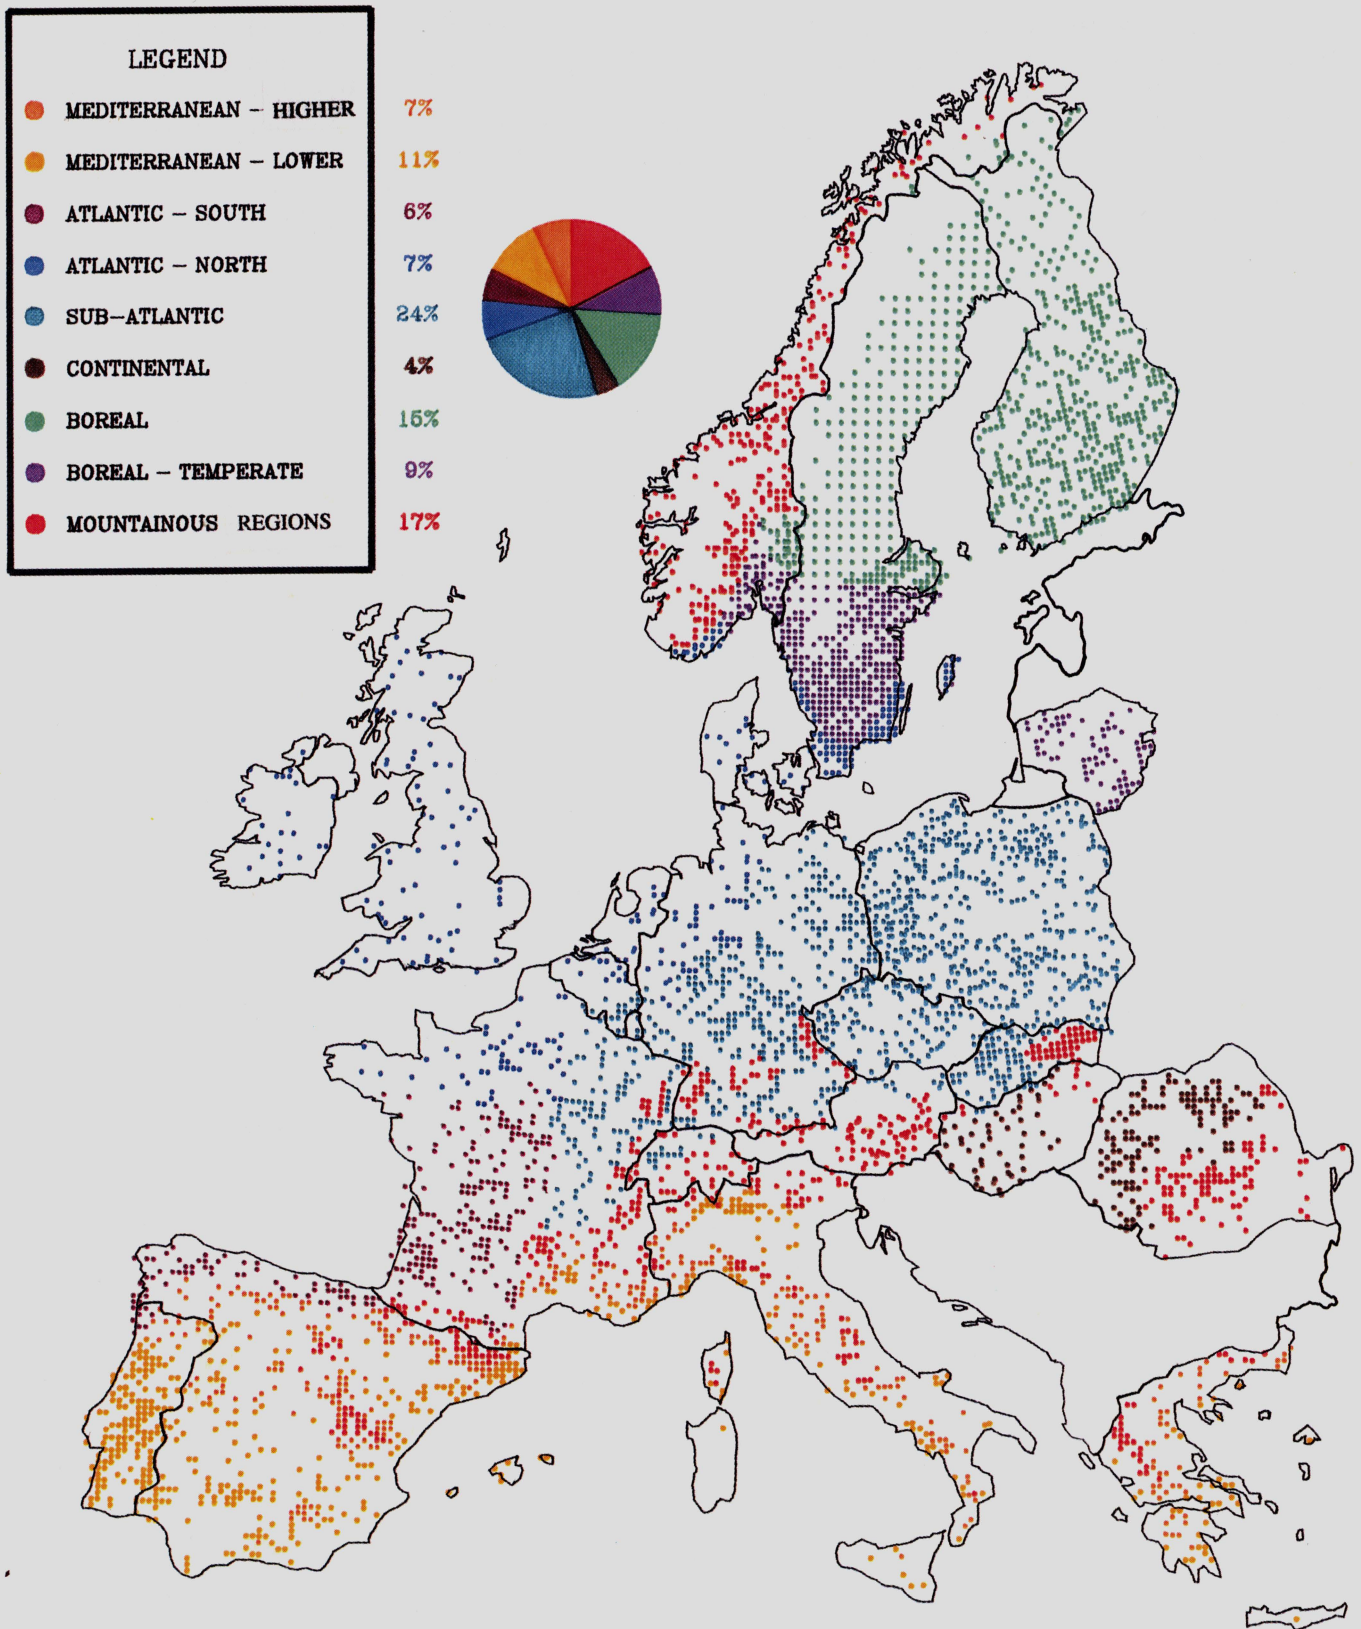 LEGEND
MEDITERRANEAN - HIGHER 7%
MEDITERRANEAN - LOWER 11%
ATLANTIC - SOUTH 6%
ATLANTIC - NORTH 7%
SUB-ATLANTIC 24%
CONTINENTAL 4%
BOREAL 15%
BOREAL - TEMPERATE 9%
MOUNTAINOUS REGIONS 17%